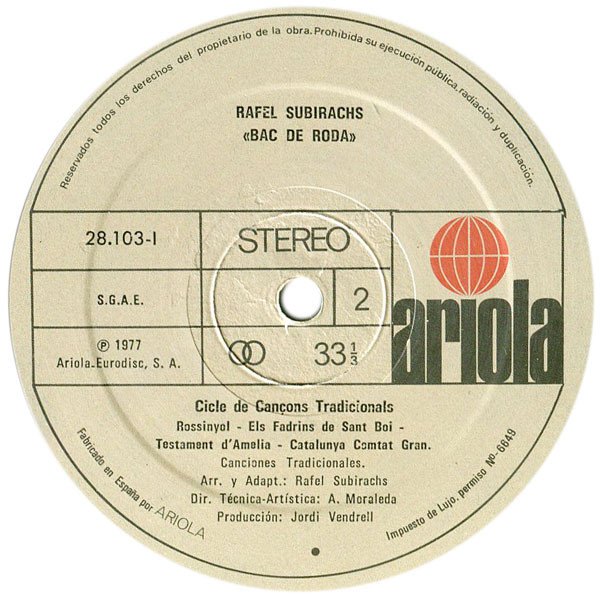 Reservados todos los derechos del propietario de la obra. Prohibida su ejecución pública, radiación y duplicación.
RAFEL SUBIRACHS
«BAC DE RODA»
28.103-I
STEREO
S.G.A.E.
2
ariola
℗ 1977
Ariola-Eurodisc, S. A.
33 1/3
Cicle de Cançons Tradicionals
Rossinyol - Els Fadrins de Sant Boi -
Testament d'Amelia - Catalunya Comtat Gran.
Canciones Tradicionales.
Arr. y Adapt.: Rafel Subirachs
Dir. Técnica-Artística: A. Moraleda
Producción: Jordi Vendrell
Fabricado en España por ARIOLA
Impuesto de Lujo, permiso Nº- 6649